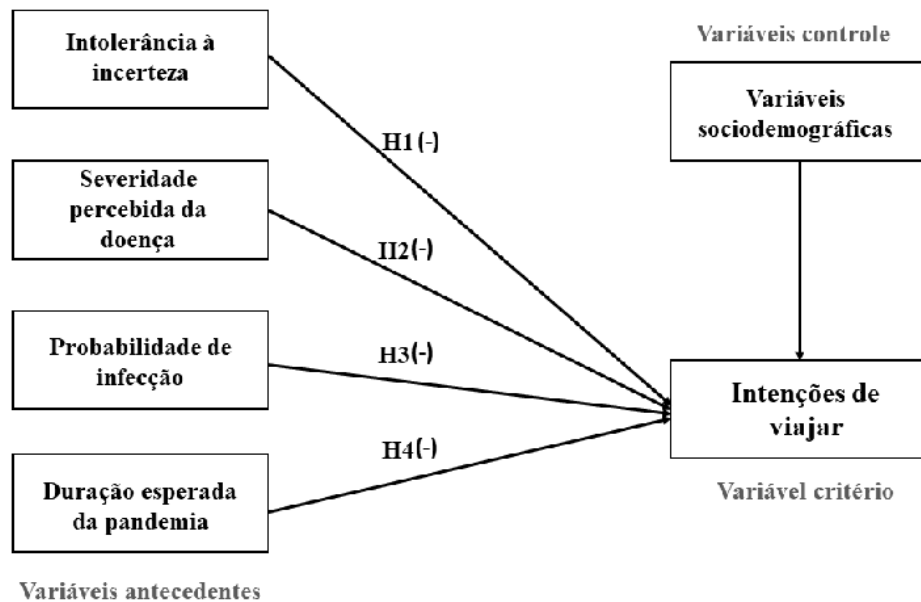 Intolerância à
incerteza
Severidade
percebida da
doença
Probabilidade de
infecção
Duração esperada
da pandemia
Variáveis antecedentes
H1(-)
H2(-)
H3(-)
H4(-)
Variáveis controle
Variáveis
sociodemográficas
Intenções de
viajar
Variável critério